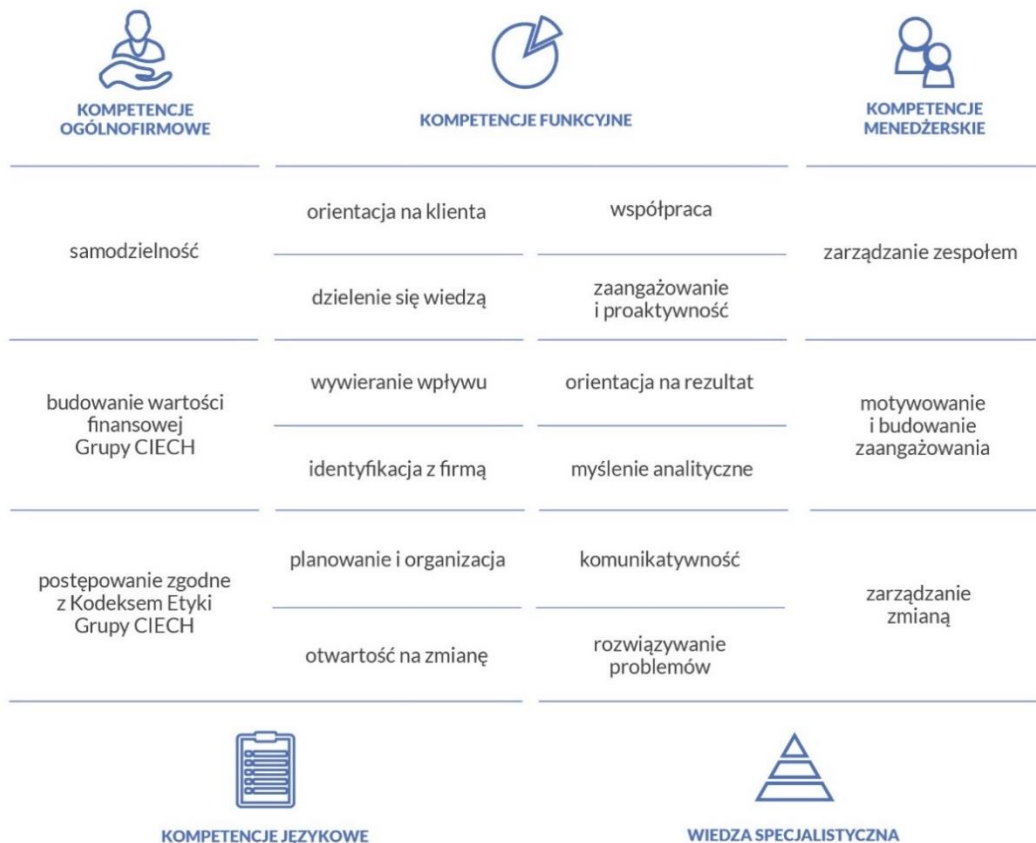 KOMPETENCJE
OGÓLNOFIRMOWE
KOMPETENCJE FUNKCYJNE
KOMPETENCJE
MENEDŻERSKIE
samodzielność
orientacja na klienta
współpraca
dzielenie się wiedzą
zaangażowanie
i proaktywność
zarządzanie zespołem
budowanie wartości
finansowej
Grupy CIECH
wywieranie wpływu
orientacja na rezultat
identyfikacja z firmą
myślenie analityczne
motywowanie
i budowanie
zaangażowania
postępowanie zgodne
z Kodeksem Etyki
Grupy CIECH
planowanie i organizacja
komunikatywność
otwartość na zmianę
rozwiązywanie
problemów
zarządzanie
zmianą
KOMPETENCJE JĘZYKOWE
WIEDZA SPECJALISTYCZNA